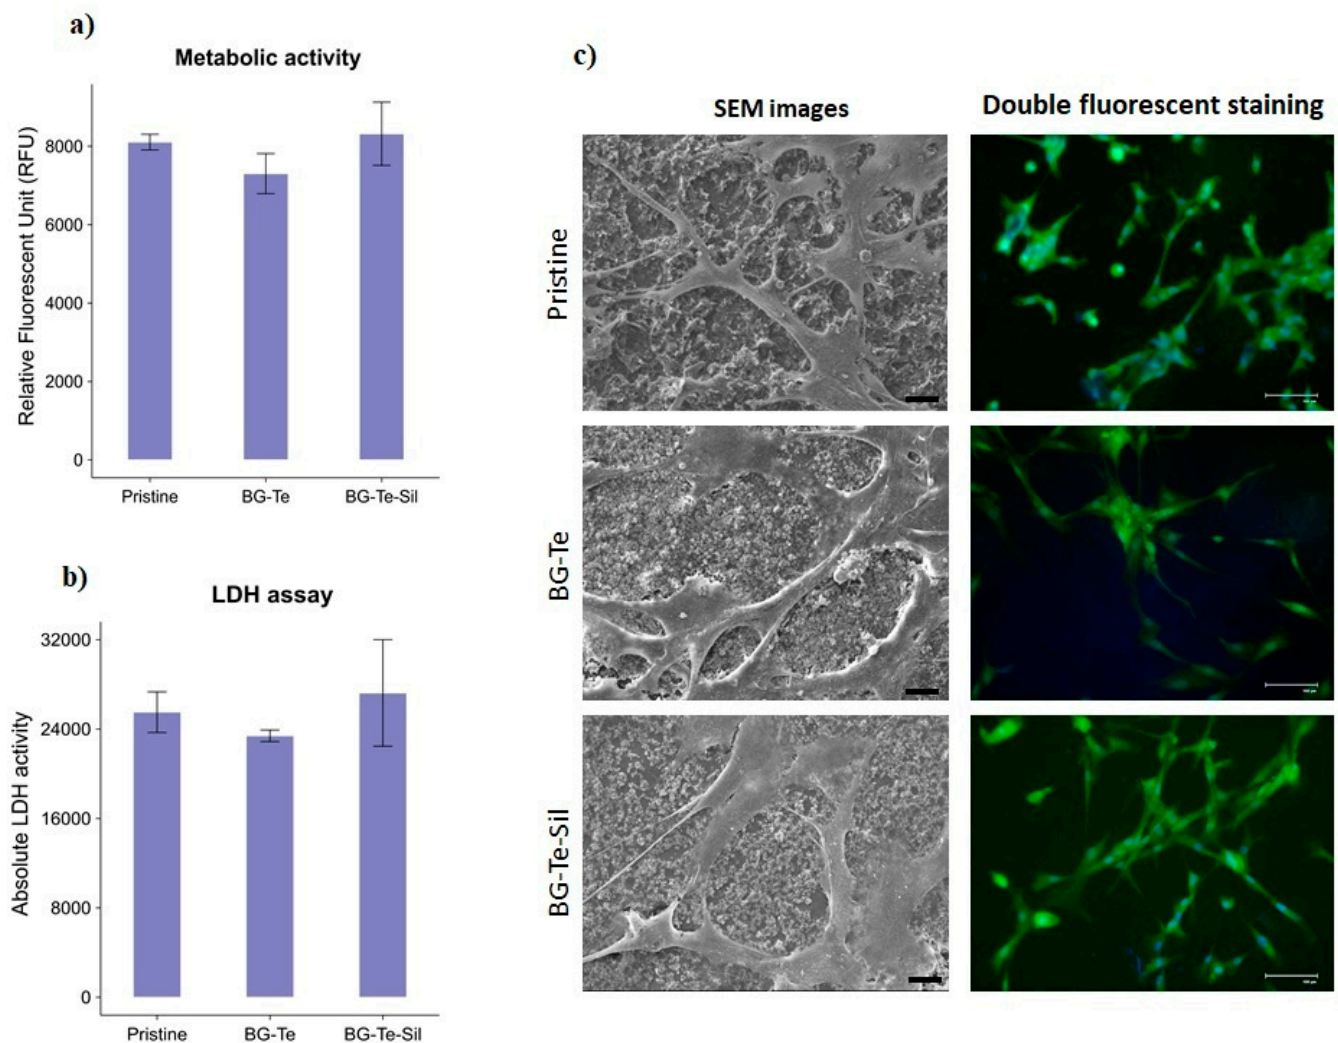 a)
Metabolic activity
Relative Fluorescent Unit (RFU)
8000
6000
4000
2000
0
Pristine BG-Te BG-Te-Sil
b)
LDH assay
Absolute LDH activity
32000
24000
16000
8000
0
Pristine BG-Te BG-Te-Sil
c)
SEM images Double fluorescent staining
Pristine
BG-Te
BG-Te-Sil